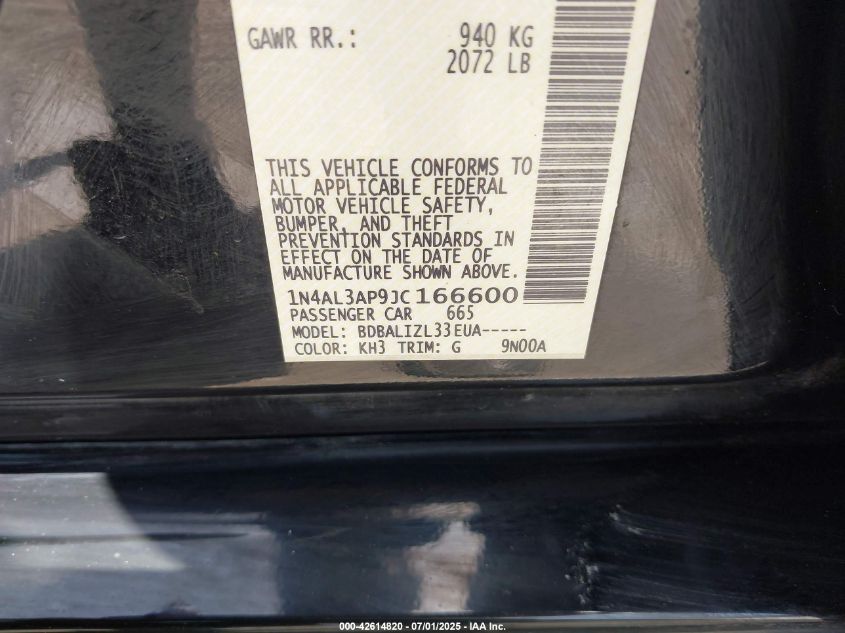 GAWR RR.: 940 KG
2072 LB
THIS VEHICLE CONFORMS TO
ALL APPLICABLE FEDERAL
MOTOR VEHICLE SAFETY,
BUMPER, AND THEFT
PREVENTION STANDARDS IN
EFFECT ON THE DATE OF
MANUFACTURE SHOWN ABOVE.
1N4AL3AP9JC166600
PASSENGER CAR 665
MODEL: BDBALIZL33EUA-----
COLOR: KH3 TRIM: G 9N00A
000-42614820 - 07/01/2025 - IAA Inc.